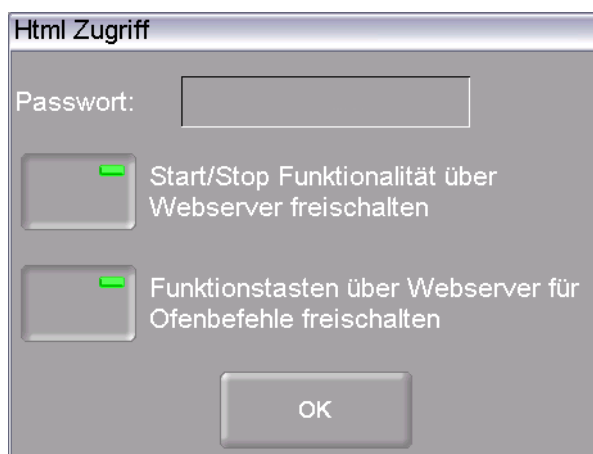 Html Zugriff
Passwort:
Start/Stop Funktionalität über
Webserver freischalten
Funktionstasten über Webserver für
Ofenbefehle freischalten
OK